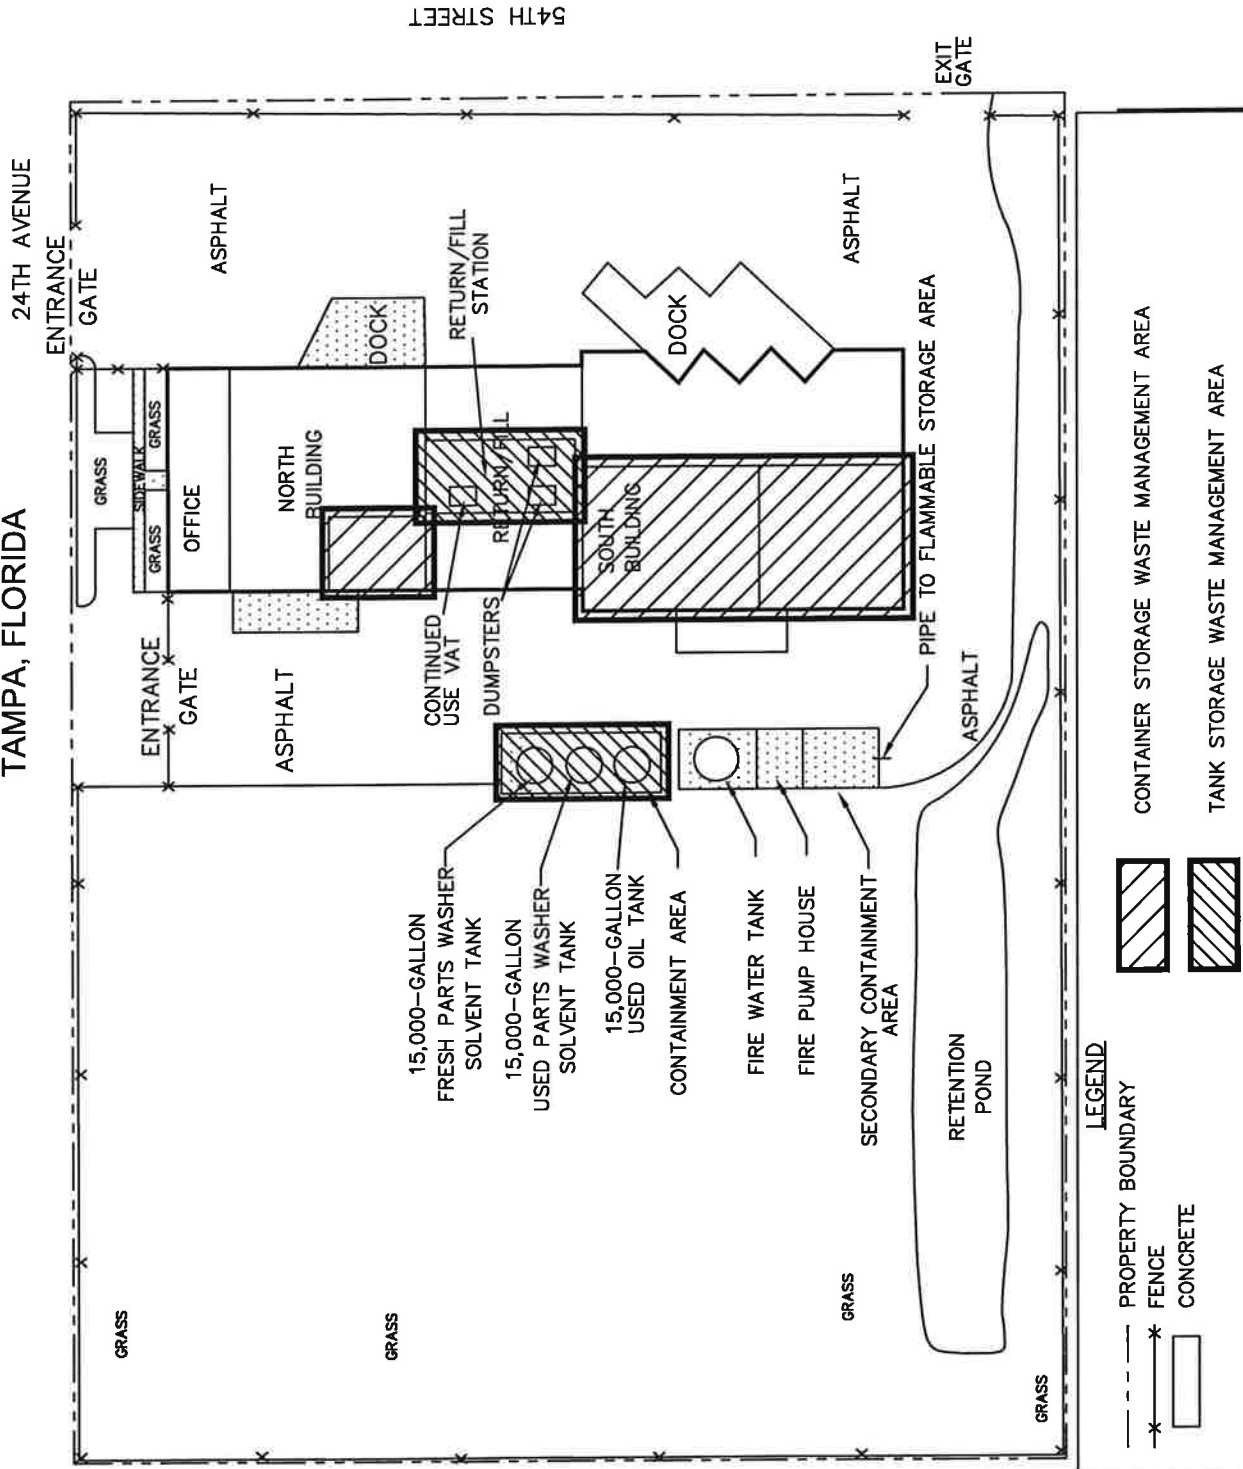 TAMPA, FLORIDA
24TH AVENUE
54TH STREET
ENTRANCE
GATE
EXIT
GATE
ENTRANCE
GATE
ASPHALT
ASPHALT
ASPHALT
ASPHALT
GRASS
SIDEWALK
GRASS
GRASS
OFFICE
NORTH
BUILDING
DOCK
RETURN/FILL
STATION
RETURN/FILL
DOCK
SOUTH
BUILDING
CONTINUED
USE VAT
DUMPSTERS
PIPE TO FLAMMABLE STORAGE AREA
15,000-GALLON
FRESH PARTS WASHER
SOLVENT TANK
15,000-GALLON
USED PARTS WASHER
SOLVENT TANK
15,000-GALLON
USED OIL TANK
CONTAINMENT AREA
FIRE WATER TANK
FIRE PUMP HOUSE
SECONDARY CONTAINMENT
AREA
RETENTION
POND
GRASS
GRASS
GRASS
GRASS
LEGEND
PROPERTY BOUNDARY
FENCE
CONCRETE
CONTAINER STORAGE WASTE MANAGEMENT AREA
TANK STORAGE WASTE MANAGEMENT AREA